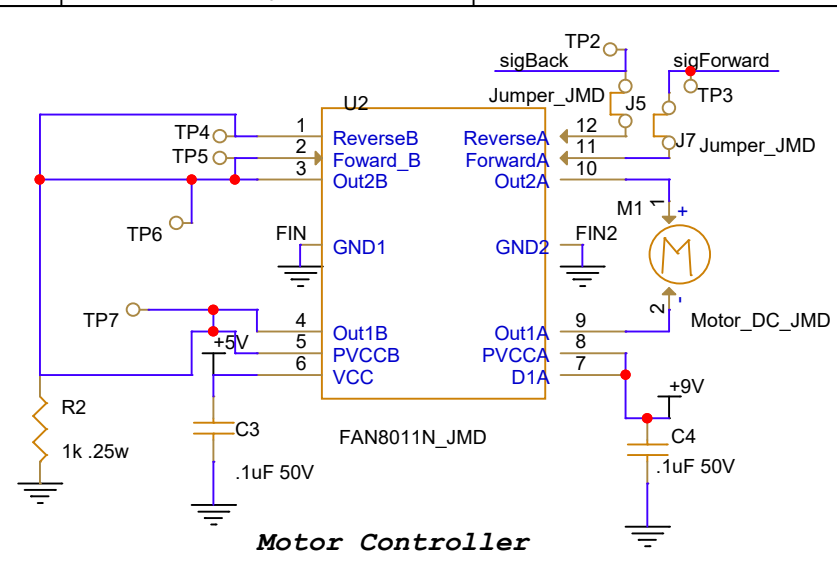 TP2
sigBack
sigForward
U2
Jumper_JMD
J5
TP3
TP4
1
ReverseB
ReverseA
12
J7
Jumper_JMD
TP5
2
Foward_B
ForwardA
11
3
Out2B
Out2A
10
TP6
M1
1
+
FIN
GND1
GND2
FIN2
M
TP7
2
-
Motor_DC_JMD
4
Out1B
Out1A
9
+5V
5
PVCCB
PVCCA
8
6
VCC
D1A
7
+9V
R2
1k .25w
C3
.1uF 50V
FAN8011N_JMD
C4
.1uF 50V
Motor Controller